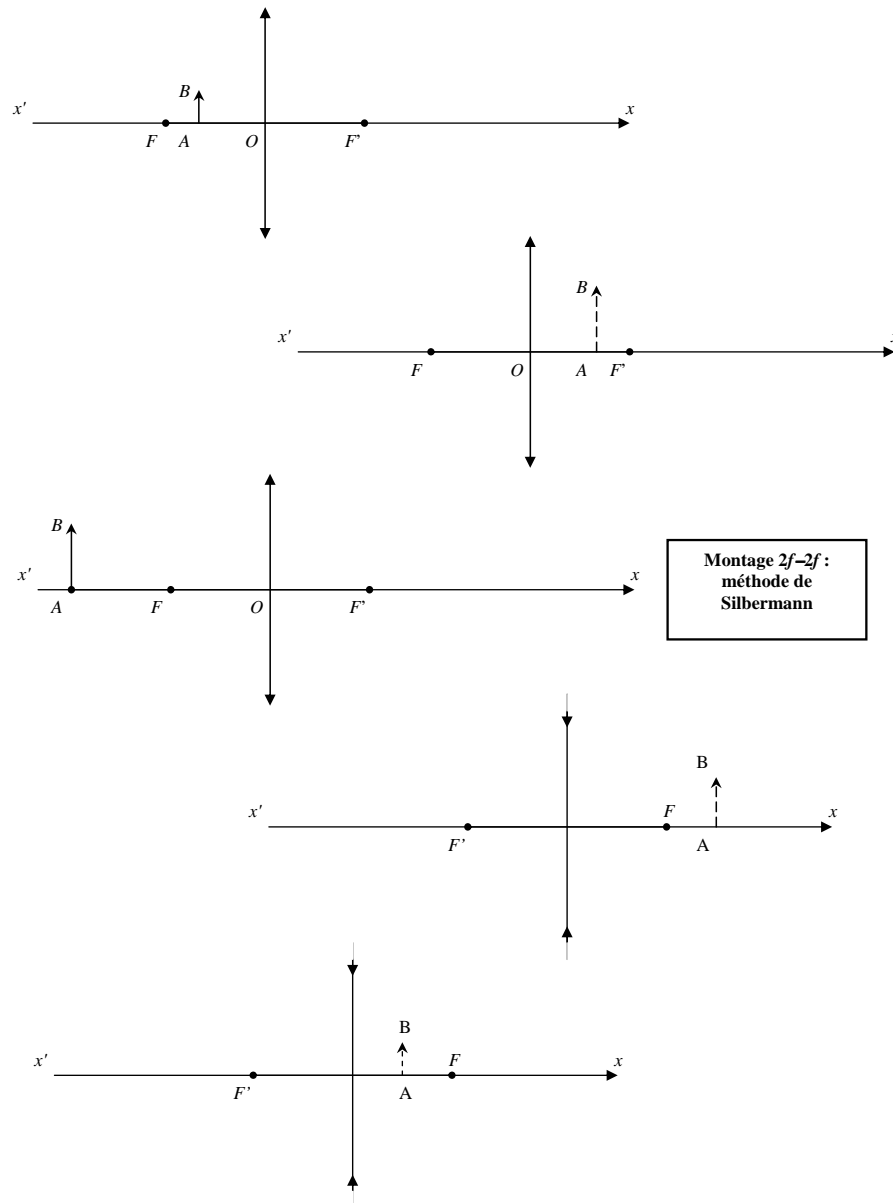 B
x' x
F A O F'
B
x' x
F O A F'
B
x' x
A F O F'
Montage 2f–2f :
méthode de
Silbermann
B
x' F x
F' A
B
x' F x
F' A